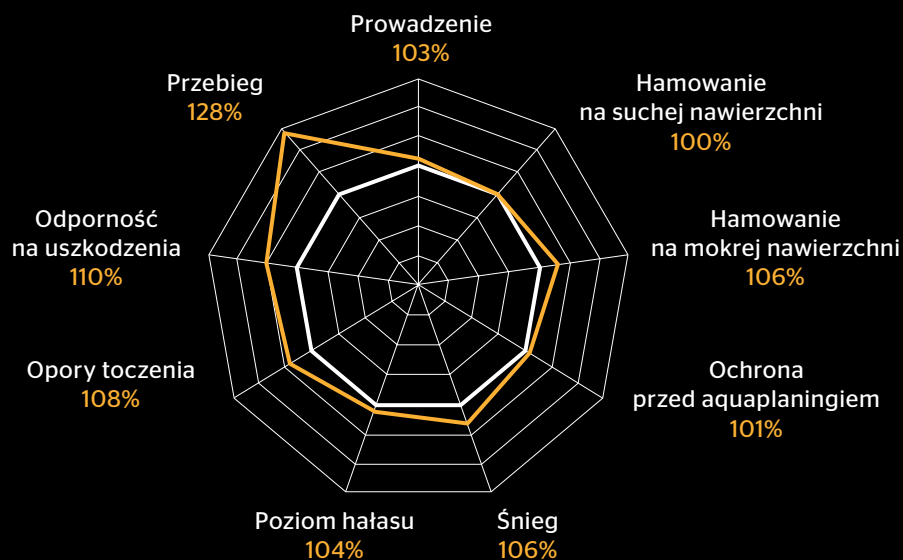 Prowadzenie
103%
Hamowanie
na suchej nawierzchni
100%
Hamowanie
na mokrej nawierzchni
106%
Ochrona
przed aquaplaningiem
101%
Śnieg
106%
Poziom hałasu
104%
Opory toczenia
108%
Odporność
na uszkodzenia
110%
Przebieg
128%